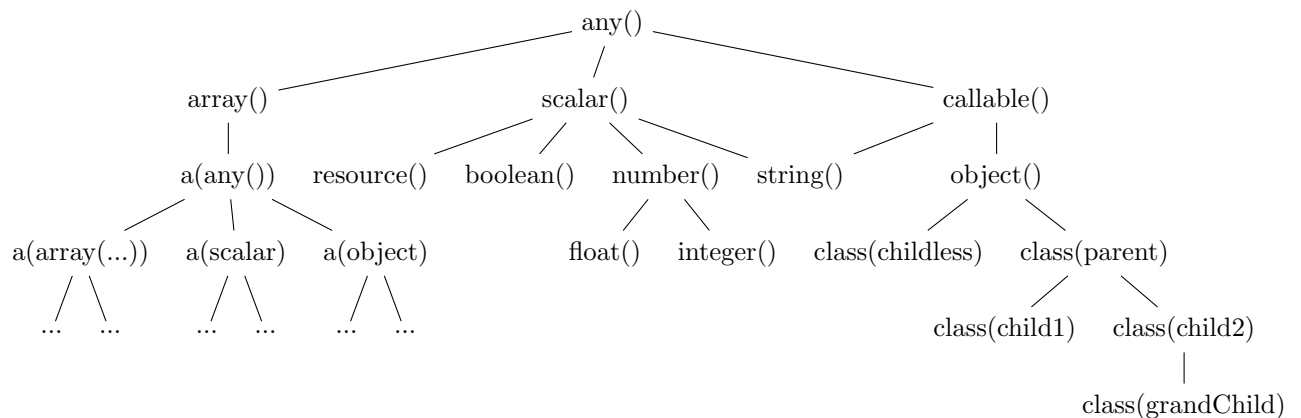 any()
array() scalar() callable()
a(any()) resource() boolean() number() string() object()
a(array(...)) a(scalar) a(object) float() integer() class(childless) class(parent)
... ... ... ... ... ... class(child1) class(child2)
class(grandChild)